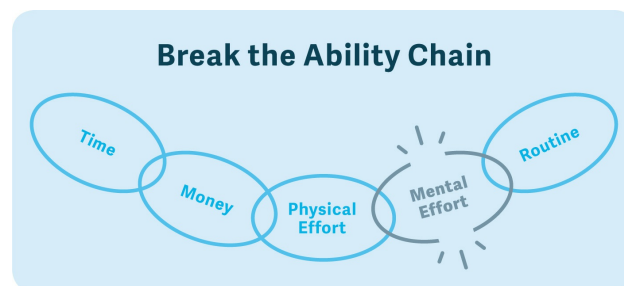 Break the Ability Chain
Time
Money
Physical
Effort
Mental
Effort
Routine